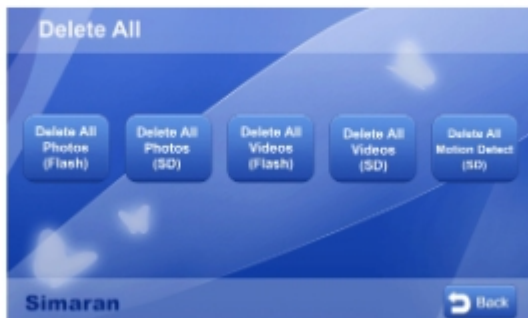 Delete All
Delete All
Photos
(Flash)
Delete All
Photos
(SD)
Delete All
Videos
(Flash)
Delete All
Videos
(SD)
Delete All
Motion Detect
(SD)
Simaran
Back